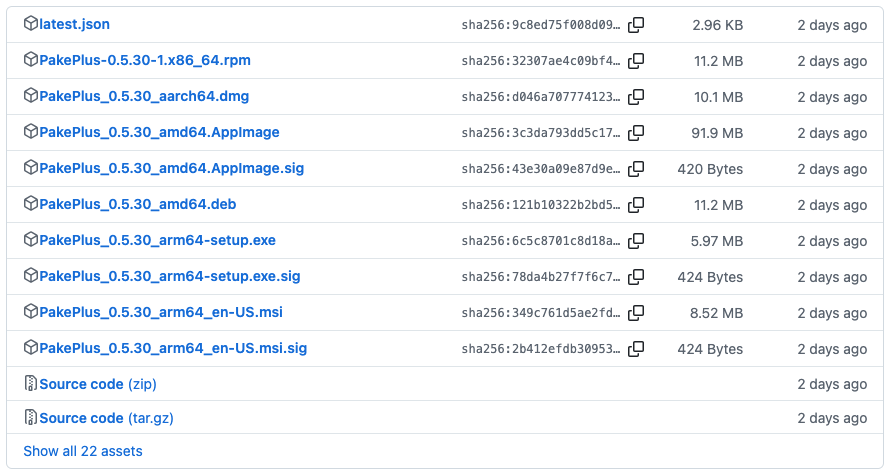 latest.json sha256:9c8ed75f008d09… 2.96 KB 2 days ago
PakePlus-0.5.30-1.x86_64.rpm sha256:32307ae4c09bf4… 11.2 MB 2 days ago
PakePlus_0.5.30_aarch64.dmg sha256:d046a707774123… 10.1 MB 2 days ago
PakePlus_0.5.30_amd64.AppImage sha256:3c3da793dd5c17… 91.9 MB 2 days ago
PakePlus_0.5.30_amd64.AppImage.sig sha256:43e30a09e87d9e… 420 Bytes 2 days ago
PakePlus_0.5.30_amd64.deb sha256:121b10322b2bd5… 11.2 MB 2 days ago
PakePlus_0.5.30_arm64-setup.exe sha256:6c5c8701c8d18a… 5.97 MB 2 days ago
PakePlus_0.5.30_arm64-setup.exe.sig sha256:78da4b27f7f6c7… 424 Bytes 2 days ago
PakePlus_0.5.30_arm64_en-US.msi sha256:349c761d5ae2fd… 8.52 MB 2 days ago
PakePlus_0.5.30_arm64_en-US.msi.sig sha256:2b412efdb30953… 424 Bytes 2 days ago
Source code (zip) 2 days ago
Source code (tar.gz) 2 days ago
Show all 22 assets